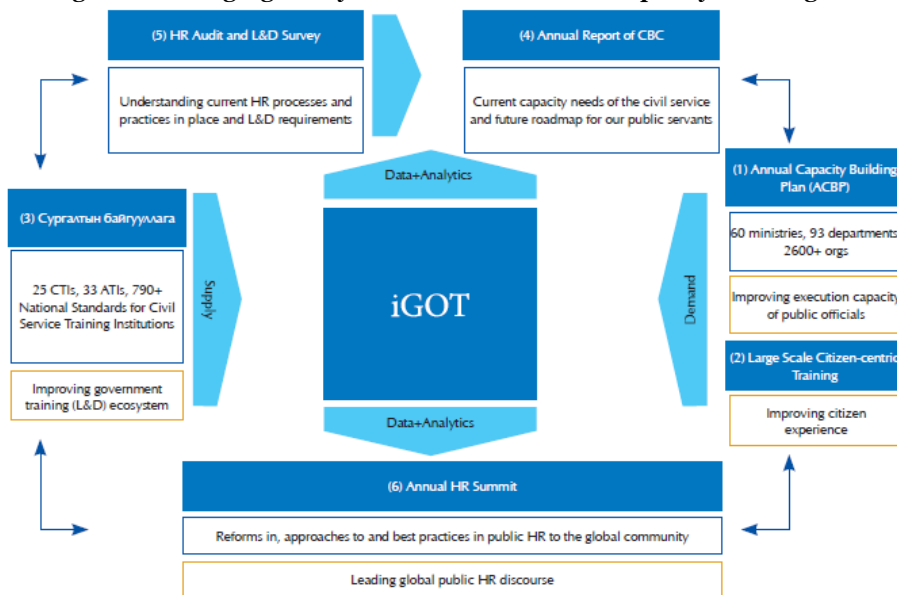 (5) HR Audit and L&D Survey
Understanding current HR processes and
practices in place and L&D requirements
(4) Annual Report of CBC
Current capacity needs of the civil service
and future roadmap for our public servants
Data+Analytics
(1) Annual Capacity Building
Plan (ACBP)
60 ministries, 93 departments
2600+ orgs
Improving execution capacity
of public officials
(3) Сургалтын байгууллага
25 CTIs, 33 ATIs, 790+
National Standards for Civil
Service Training Institutions
Improving government
training (L&D) ecosystem
Supply
iGOT
Demand
(2) Large Scale Citizen-centric
Training
Improving citizen
experience
Data+Analytics
(6) Annual HR Summit
Reforms in, approaches to and best practices in public HR to the global community
Leading global public HR discourse